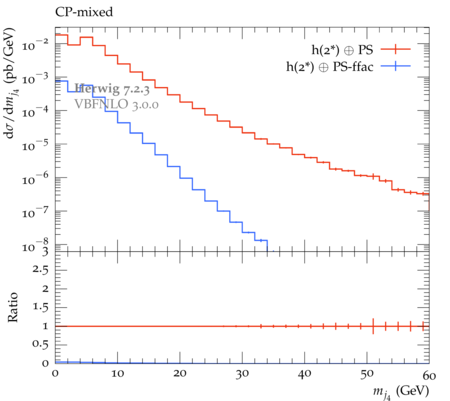 CP-mixed
h(2*) ⊕ PS
h(2*) ⊕ PS-ffac
Herwig 7.2.3
VBFNLO 3.0.0
10^−2
10^−3
10^−4
10^−5
10^−6
10^−7
10^−8
dσ/dm_{j_4} (pb/GeV)
3
2.5
2
1.5
1
0.5
0
Ratio
0 10 20 30 40 50 60
m_{j_4} (GeV)